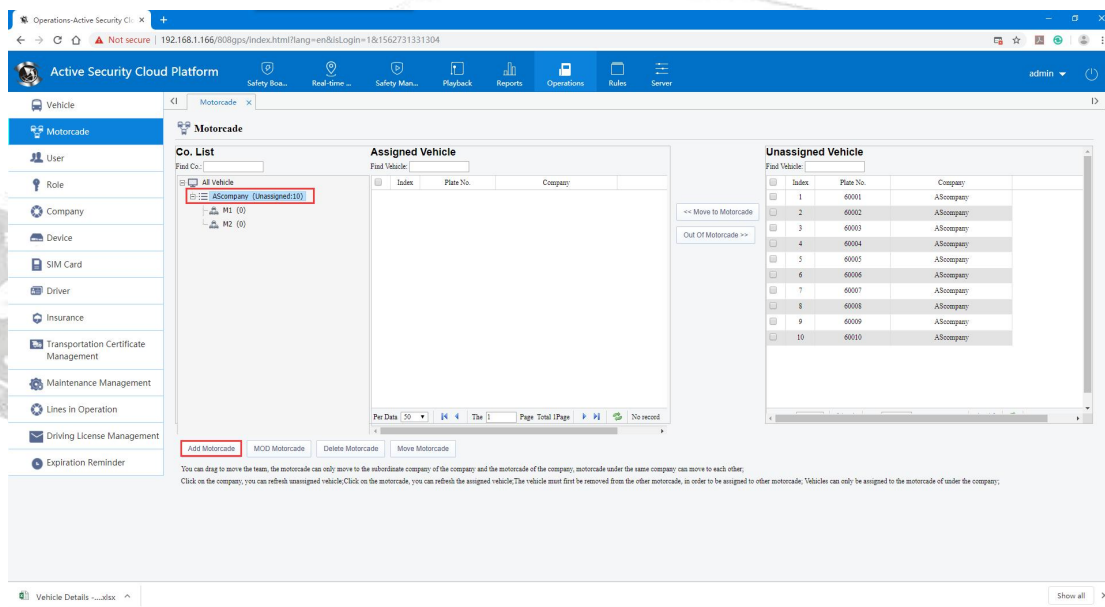 Operations-Active Security Clo
Not secure | 192.168.1.166/808gps/index.html?lang=en&isLogin=1&1562731331304
Active Security Cloud Platform
Safety Boa...
Real-time ...
Safety Man...
Playback
Reports
Operations
Rules
Server
admin
Vehicle
Motorcade
User
Role
Company
Device
SIM Card
Driver
Insurance
Transportation Certificate
Management
Maintenance Management
Lines in Operation
Driving License Management
Expiration Reminder
Motorcade
Motorcade
Co. List
Find Co.:
All Vehicle
AScompany (Unassigned:10)
M1 (0)
M2 (0)
Assigned Vehicle
Find Vehicle:
Index Plate No. Company
Per Data 50 The 1 Page Total 1Page No record
<< Move to Motorcade
Out Of Motorcade >>
Unassigned Vehicle
Find Vehicle:
Index Plate No. Company
1 60001 AScompany
2 60002 AScompany
3 60003 AScompany
4 60004 AScompany
5 60005 AScompany
6 60006 AScompany
7 60007 AScompany
8 60008 AScompany
9 60009 AScompany
10 60010 AScompany
Add Motorcade MOD Motorcade Delete Motorcade Move Motorcade
You can drag to move the team, the motorcade can only move to the subordinate company of the company and the motorcade of the company, motorcade under the same company can move to each other;
Click on the company, you can refresh unassigned vehicle;Click on the motorcade, you can refresh the assigned vehicle;The vehicle must first be removed from the other motorcade, in order to be assigned to other motorcade; Vehicles can only be assigned to the motorcade of under the company;
Vehicle Details -....xlsx
Show all